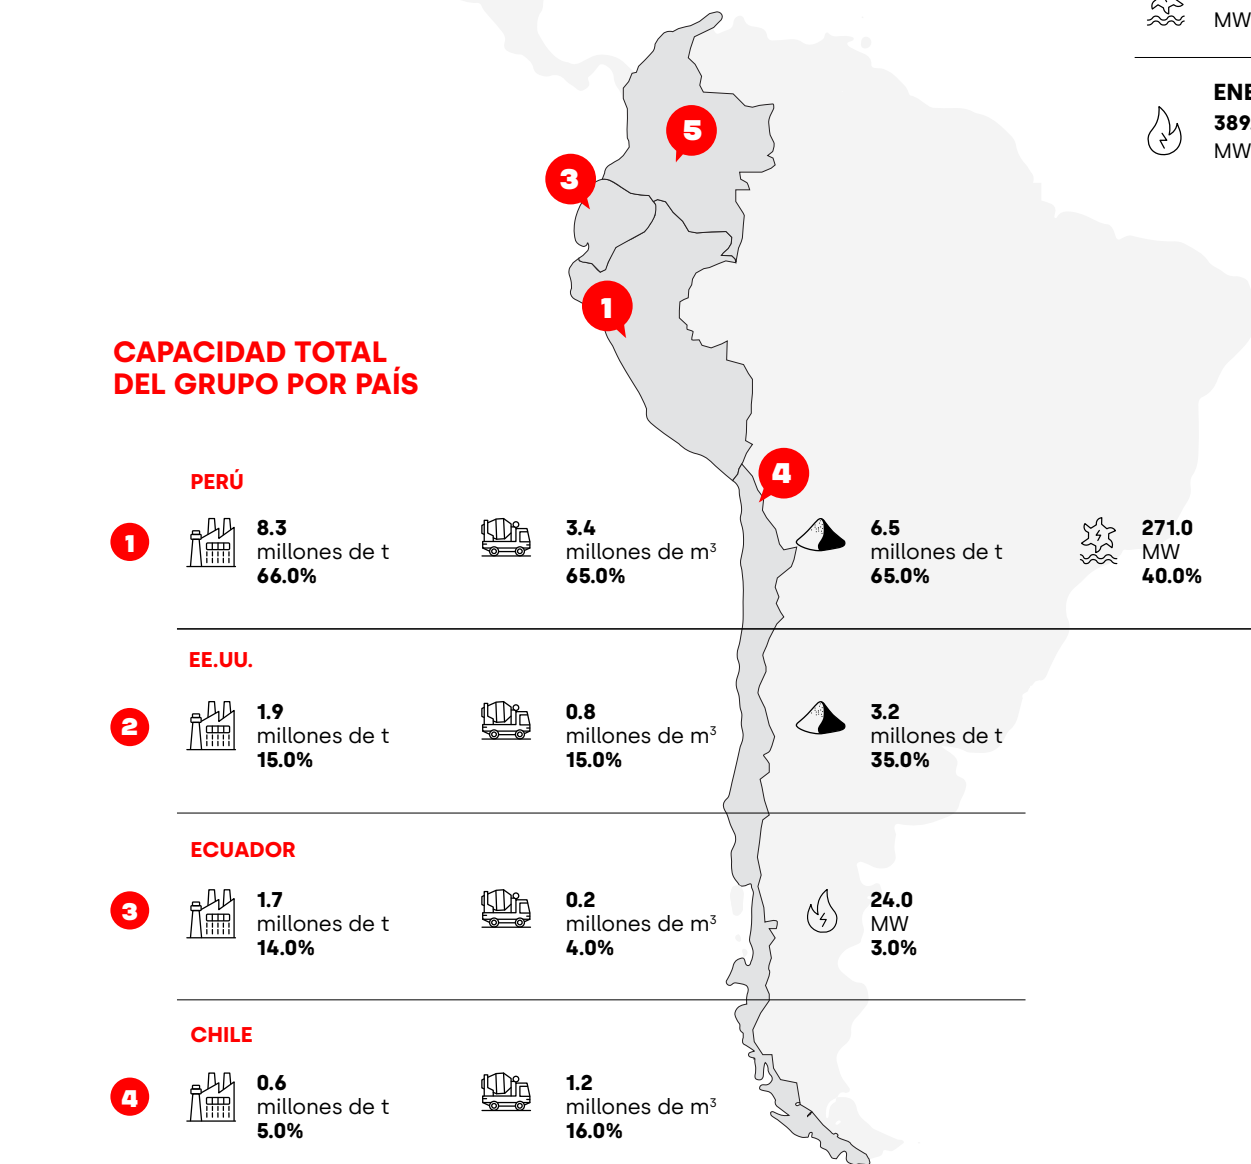 MW
ENE
389
MW
5
3
1
4
CAPACIDAD TOTAL
DEL GRUPO POR PAÍS
PERÚ
1
8.3
millones de t
66.0%
3.4
millones de m³
65.0%
6.5
millones de t
65.0%
271.0
MW
40.0%
EE.UU.
2
1.9
millones de t
15.0%
0.8
millones de m³
15.0%
3.2
millones de t
35.0%
ECUADOR
3
1.7
millones de t
14.0%
0.2
millones de m³
4.0%
24.0
MW
3.0%
CHILE
4
0.6
millones de t
5.0%
1.2
millones de m³
16.0%